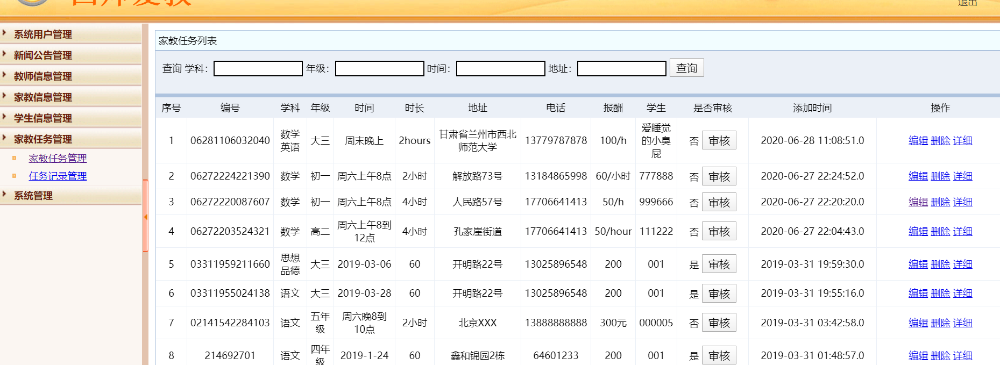 退出
系统用户管理
新闻公告管理
教师信息管理
家教信息管理
学生信息管理
家教任务管理
家教任务管理
任务记录管理
系统管理
家教任务列表
查询 学科： 年级： 时间： 地址： 查询
序号 编号 学科 年级 时间 时长 地址 电话 报酬 学生 是否审核 添加时间 操作
1 06281106032040 数学英语 大三 周末晚上 2hours 甘肃省兰州市西北师范大学 13779787878 100/h 爱睡觉的小臭屁 否 审核 2020-06-28 11:08:51.0 编辑 删除 详细
2 06272224221390 数学 初一 周六上午8点 2小时 解放路73号 13184865998 60/小时 777888 否 审核 2020-06-27 22:24:52.0 编辑 删除 详细
3 06272220087607 数学 初一 周六上午8点 4小时 人民路57号 17706641413 50/h 999666 否 审核 2020-06-27 22:20:20.0 编辑 删除 详细
4 06272203524321 数学 高二 周六上午8到12点 4小时 孔家崖街道 17706641413 50/hour 111222 否 审核 2020-06-27 22:04:43.0 编辑 删除 详细
5 03311959211660 思想品德 大三 2019-03-06 60 开明路22号 13025896548 200 001 是 审核 2019-03-31 19:59:30.0 编辑 删除 详细
6 03311955024138 语文 大三 2019-03-28 60 开明路22号 13025896548 200 001 是 审核 2019-03-31 19:55:16.0 编辑 删除 详细
7 02141542284103 语文 五年级 周六晚8到10点 2小时 北京XXX 13888888888 300元 000005 否 审核 2019-03-31 03:42:58.0 编辑 删除 详细
8 214692701 语文 四年级 2019-1-24 60 鑫和锦园2栋 64601233 200 001 是 审核 2019-03-31 01:48:57.0 编辑 删除 详细